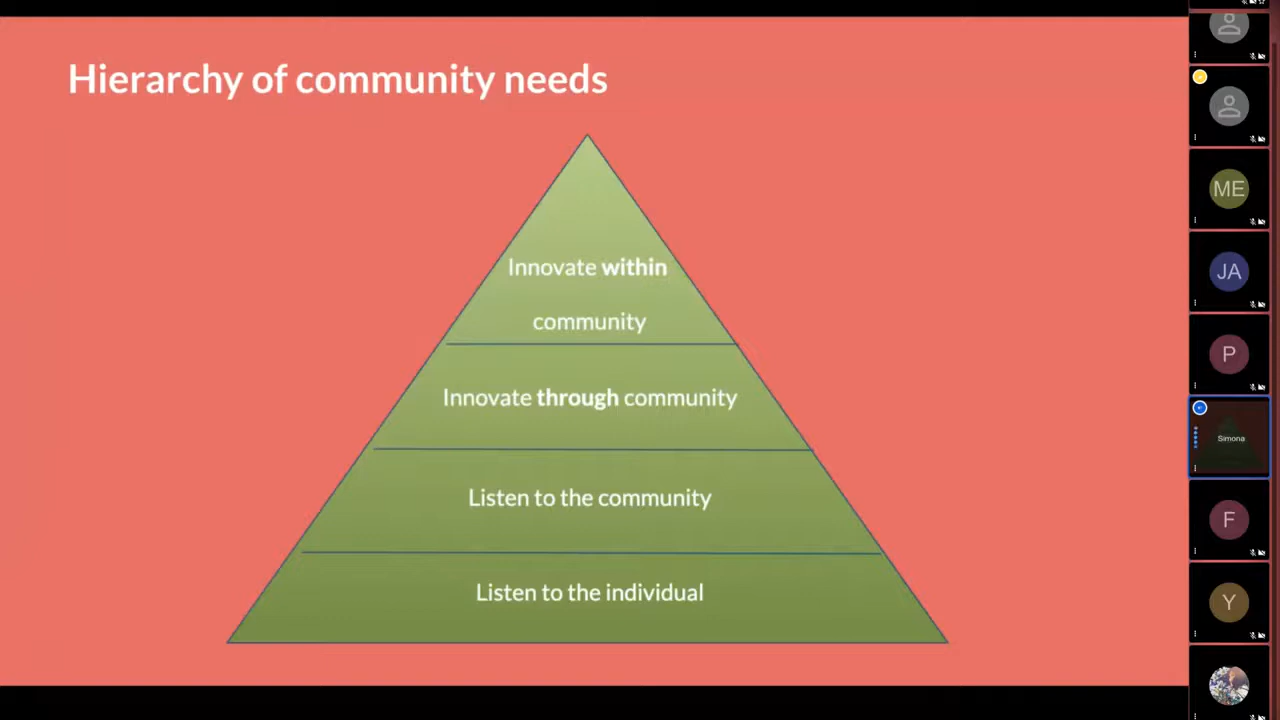 Hierarchy of community needs
Innovate within
community
Innovate through community
Listen to the community
Listen to the individual
ME
JA
P
Simona
F
Y